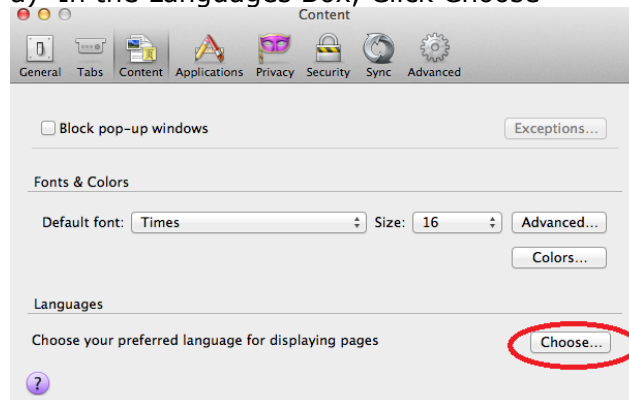 a) In the Languages Box, Click Choose
Content
General Tabs Content Applications Privacy Security Sync Advanced
Block pop-up windows Exceptions...
Fonts & Colors
Default font: Times Size: 16 Advanced...
Colors...
Languages
Choose your preferred language for displaying pages Choose...
?